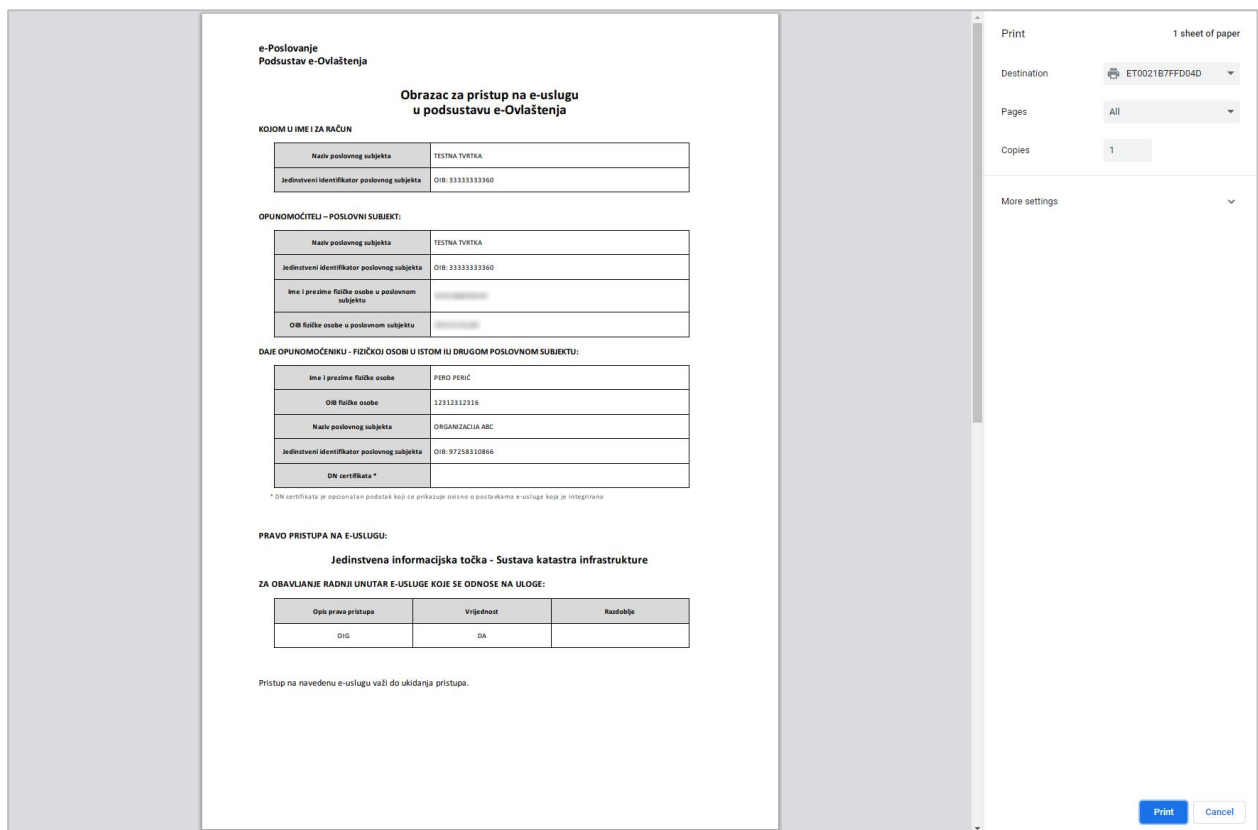 e-Poslovanje
Podsustav e-Ovlaštenja
Obrazac za pristup na e-uslugu
u podsustavu e-Ovlaštenja
KOJOM U IME I ZA RAČUN
Naziv poslovnog subjekta TESTNA TVRTKA
Jedinstveni identifikator poslovnog subjekta OIB: 33333333360
OPUNOMOĆITELJ – POSLOVNI SUBJEKT:
Naziv poslovnog subjekta TESTNA TVRTKA
Jedinstveni identifikator poslovnog subjekta OIB: 33333333360
Ime i prezime fizičke osobe u poslovnom
subjektu
OIB fizičke osobe u poslovnom subjektu
DAJE OPUNOMOĆENIKU - FIZIČKOJ OSOBI U ISTOM ILI DRUGOM POSLOVNOM SUBJEKTU:
Ime i prezime fizičke osobe PERO PERIĆ
OIB fizičke osobe 12312312316
Naziv poslovnog subjekta ORGANIZACIJA ABC
Jedinstveni identifikator poslovnog subjekta OIB: 97258310866
DN certifikata *
* DN certifikata je opcionalan podatak koji se prikazuje ovisno o postavkama e-usluge koja je integrirana
PRAVO PRISTUPA NA E-USLUGU:
Jedinstvena informacijska točka - Sustava katastra infrastrukture
ZA OBAVLJANJE RADNJI UNUTAR E-USLUGE KOJE SE ODNOSE NA ULOGE:
Opis prava pristupa Vrijednost Razdoblje
OIG DA
Pristup na navedenu e-uslugu važi do ukidanja pristupa.
Print 1 sheet of paper
Destination ET0021B7FFD04D
Pages All
Copies 1
More settings
Print Cancel